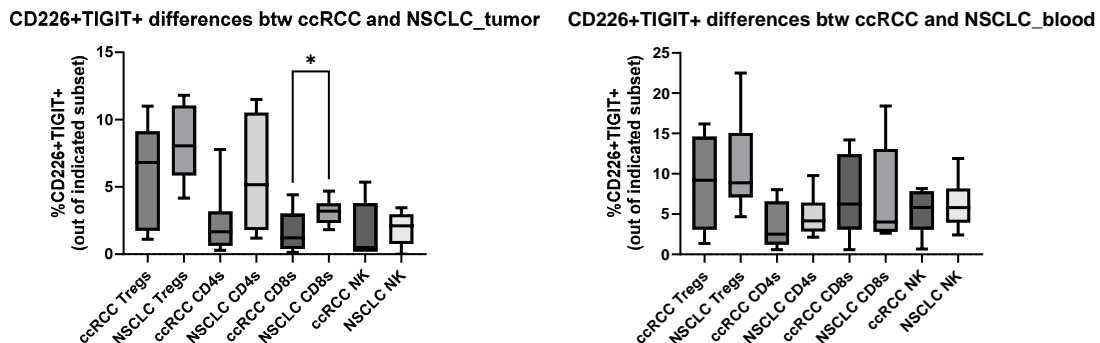 CD226+TIGIT+ differences btw ccRCC and NSCLC_tumor
%CD226+TIGIT+
(out of indicated subset)
15
10
5
0
*
ccRCC Tregs
NSCLC Tregs
ccRCC CD4s
NSCLC CD4s
ccRCC CD8s
NSCLC CD8s
ccRCC NK
NSCLC NK
CD226+TIGIT+ differences btw ccRCC and NSCLC_blood
%CD226+TIGIT+
(out of indicated subset)
25
20
15
10
5
0
ccRCC Tregs
NSCLC Tregs
ccRCC CD4s
NSCLC CD4s
ccRCC CD8s
NSCLC CD8s
ccRCC NK
NSCLC NK